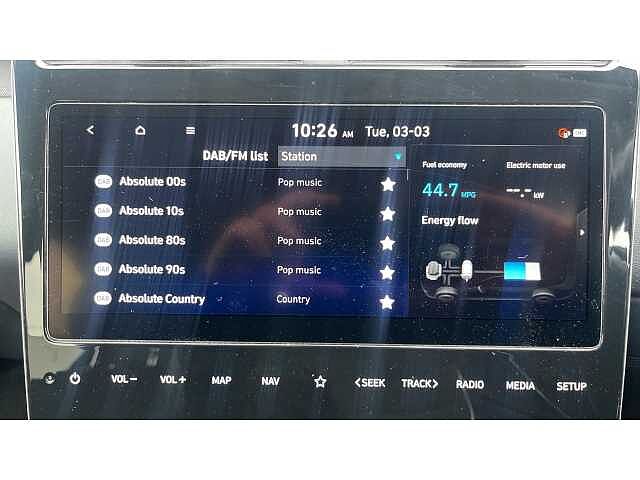 10:26 AM Tue, 03-03
DAB/FM list Station
Fuel economy Electric motor use
DAB Absolute 00s Pop music
44.7 MPG --.- kW
DAB Absolute 10s Pop music
Energy flow
DAB Absolute 80s Pop music
DAB Absolute 90s Pop music
DAB Absolute Country Country
VOL− VOL+ MAP NAV <SEEK TRACK> RADIO MEDIA SETUP